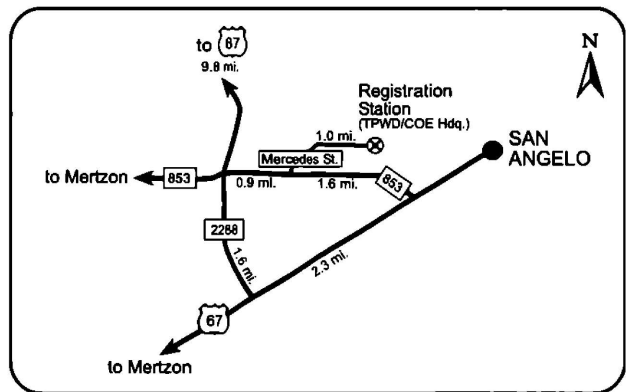 to 87
9.8 mi.
N
Registration
Station
(TPWD/COE Hdq.)
1.0 mi.
SAN
ANGELO
Mercedes St.
to Mertzon
853
0.9 mi.
1.6 mi.
853
2288
1.6 mi.
2.3 mi.
67
to Mertzon